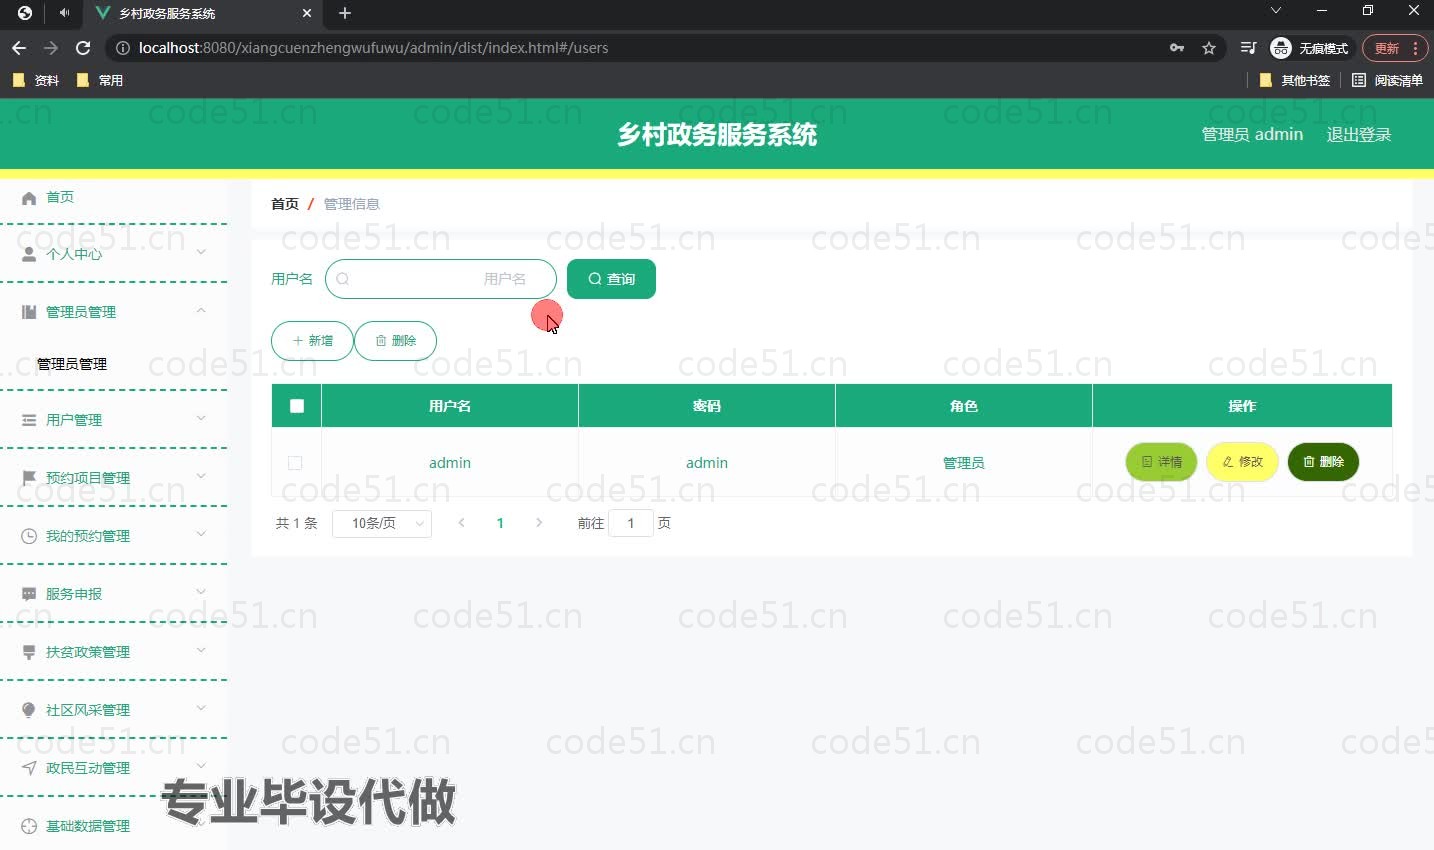 乡村政务服务系统
localhost:8080/xiangcuenzhengwufuwu/admin/dist/index.html#/users
无痕模式
更新
资料
常用
其他书签
阅读清单
乡村政务服务系统
管理员 admin
退出登录
首页
个人中心
管理员管理
管理员管理
用户管理
预约项目管理
我的预约管理
服务申报
扶贫政策管理
社区风采管理
政民互动管理
基础数据管理
首页 / 管理信息
用户名
用户名
查询
新增
删除
用户名 密码 角色 操作
admin admin 管理员 详情 修改 删除
共 1 条 10条/页 1 前往 1 页
code51.cn
专业毕设代做